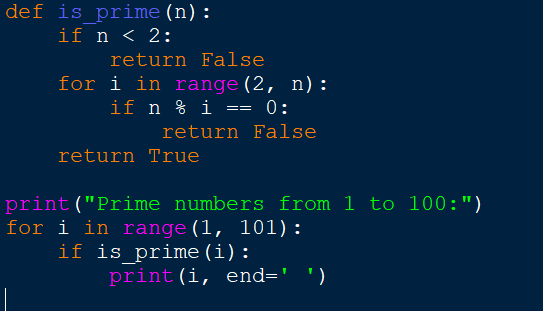 def is_prime(n):
    if n < 2:
        return False
    for i in range(2, n):
        if n % i == 0:
            return False
    return True

print("Prime numbers from 1 to 100:")
for i in range(1, 101):
    if is_prime(i):
        print(i, end=' ')